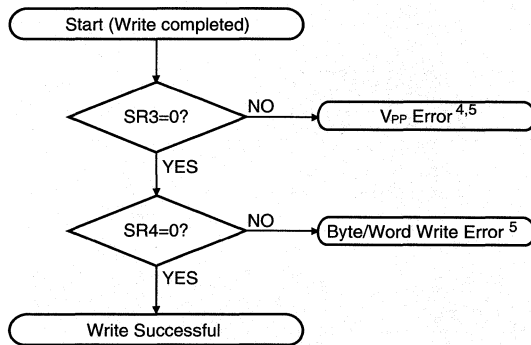 Start (Write completed)
SR3=0?
NO
VPP Error 4,5
YES
SR4=0?
NO
Byte/Word Write Error 5
YES
Write Successful